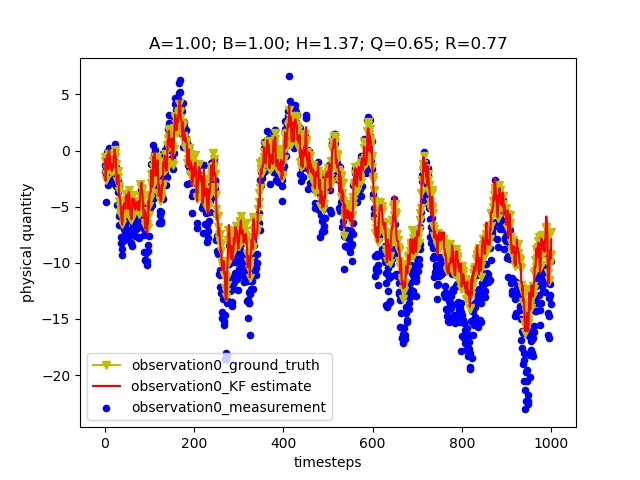 A=1.00; B=1.00; H=1.37; Q=0.65; R=0.77
physical quantity
5
0
−5
−10
−15
−20
observation0_ground_truth
observation0_KF estimate
observation0_measurement
0
200
400
600
800
1000
timesteps